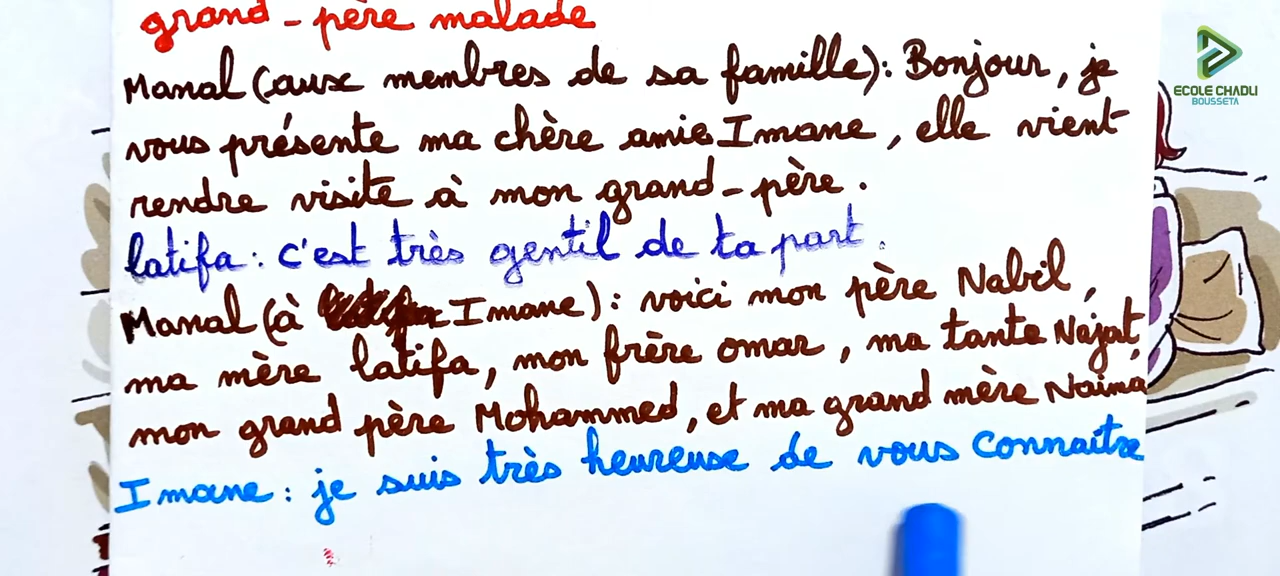 grand-père malade
Manal (aux membres de sa famille): Bonjour, je
vous présente ma chère amie Imane, elle vient
rendre visite à mon grand-père.
latifa: c'est très gentil de ta part.
Manal (à Imane): voici mon père Nabil,
ma mère latifa, mon frère omar, ma tante Najat,
mon grand père Mohammed, et ma grand mère Naima
Imane: je suis très heureuse de vous connaître
ECOLE CHADLI
BOUSSETA